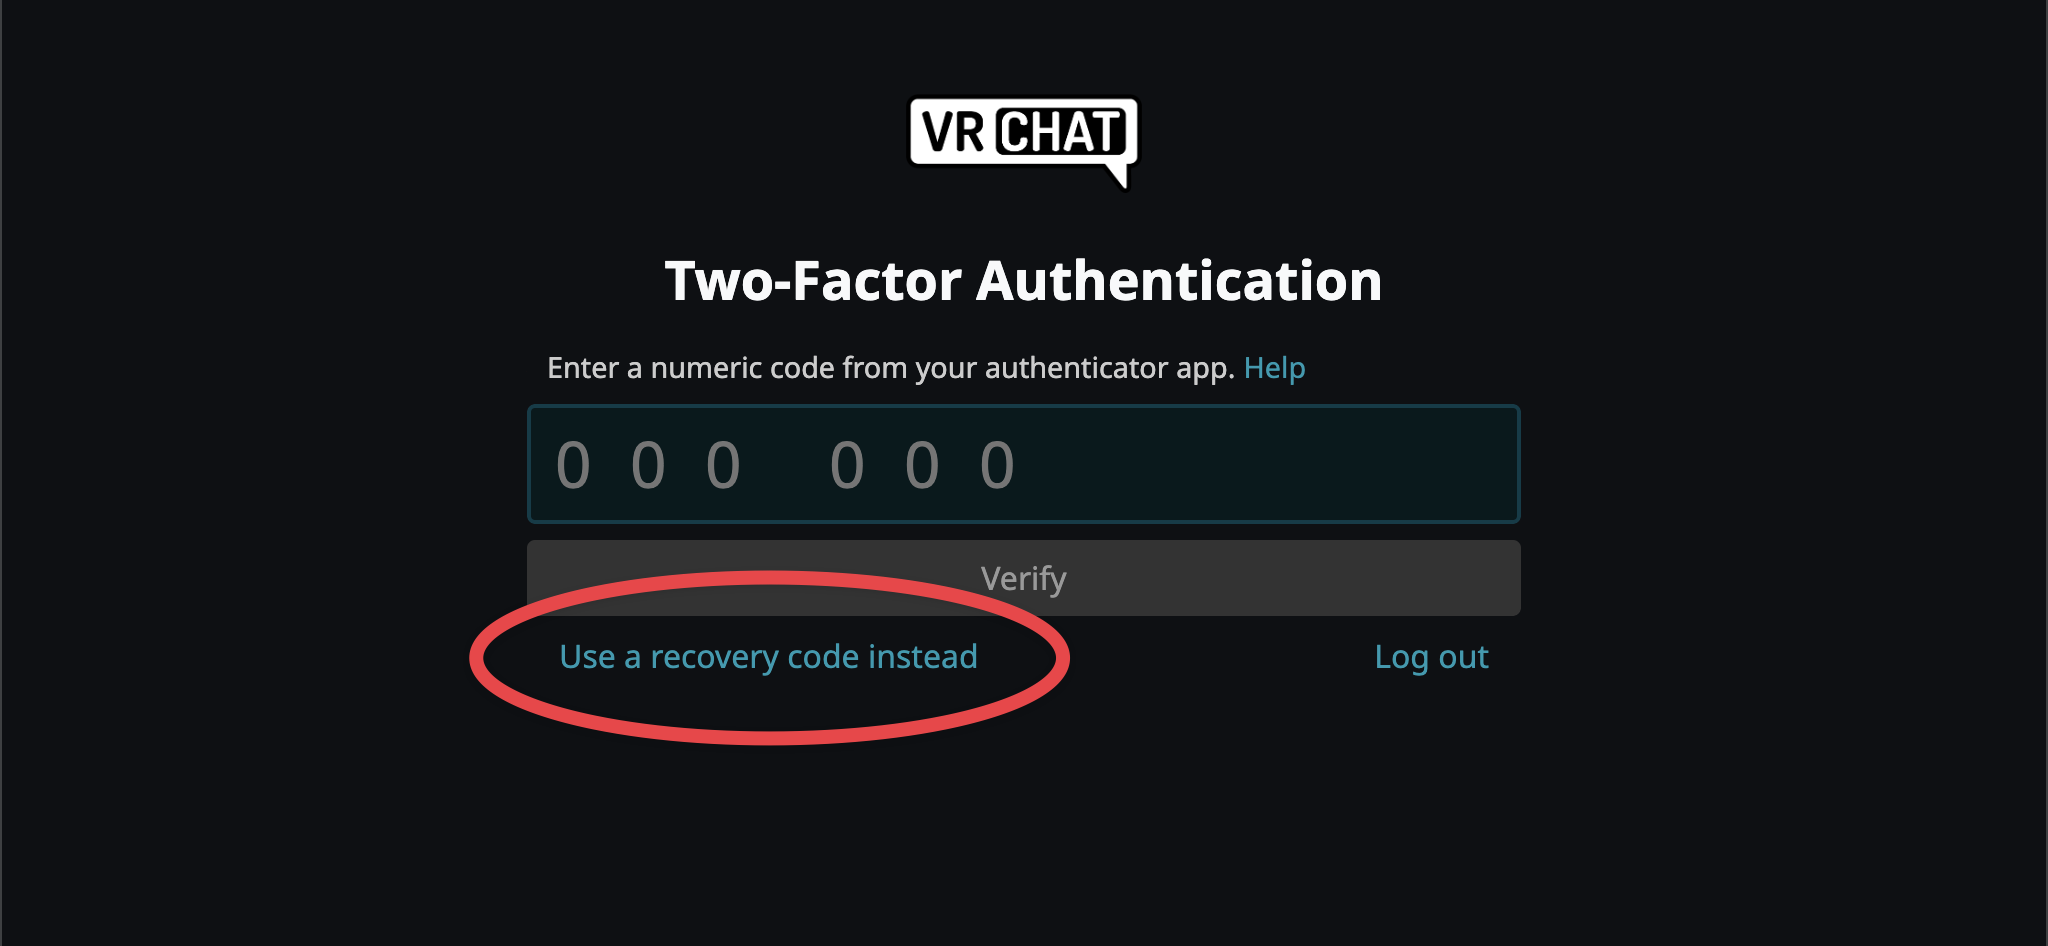 VR CHAT
Two-Factor Authentication
Enter a numeric code from your authenticator app. Help
0 0 0 0 0 0
Verify
Use a recovery code instead Log out